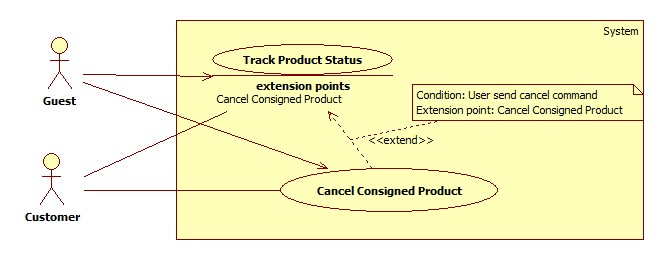 System
Track Product Status
extension points
Cancel Consigned Product
Guest
Condition: User send cancel command
Extension point: Cancel Consigned Product
<<extend>>
Cancel Consigned Product
Customer